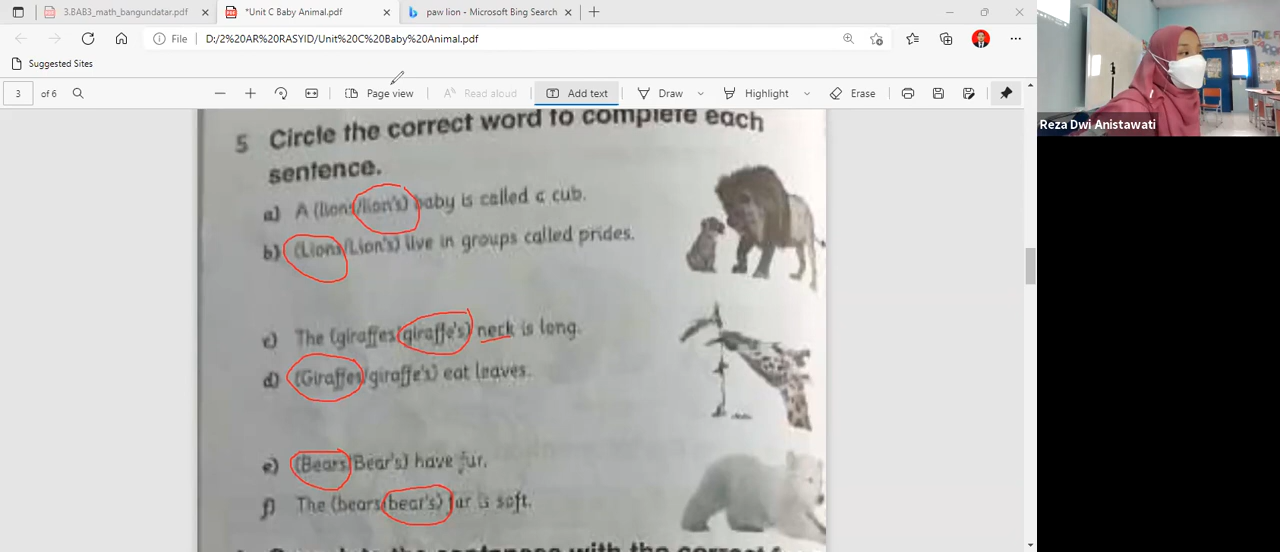 3.BAB3_math_bangundatar.pdf
*Unit C Baby Animal.pdf
paw lion - Microsoft Bing Search
File
D:/2%20AR%20RASYID/Unit%20C%20Baby%20Animal.pdf
Suggested Sites
3 of 6
Page view
Read aloud
Add text
Draw
Highlight
Erase
Reza Dwi Anistawati
5 Circle the correct word to complete each
sentence.
a) A (lions/lion's) baby is called a cub.
b) (Lions/Lion's) live in groups called prides.
c) The (giraffes/giraffe's) neck is long.
d) (Giraffes/giraffe's) eat leaves.
e) (Bears/Bear's) have fur.
f) The (bears/bear's) fur is soft.